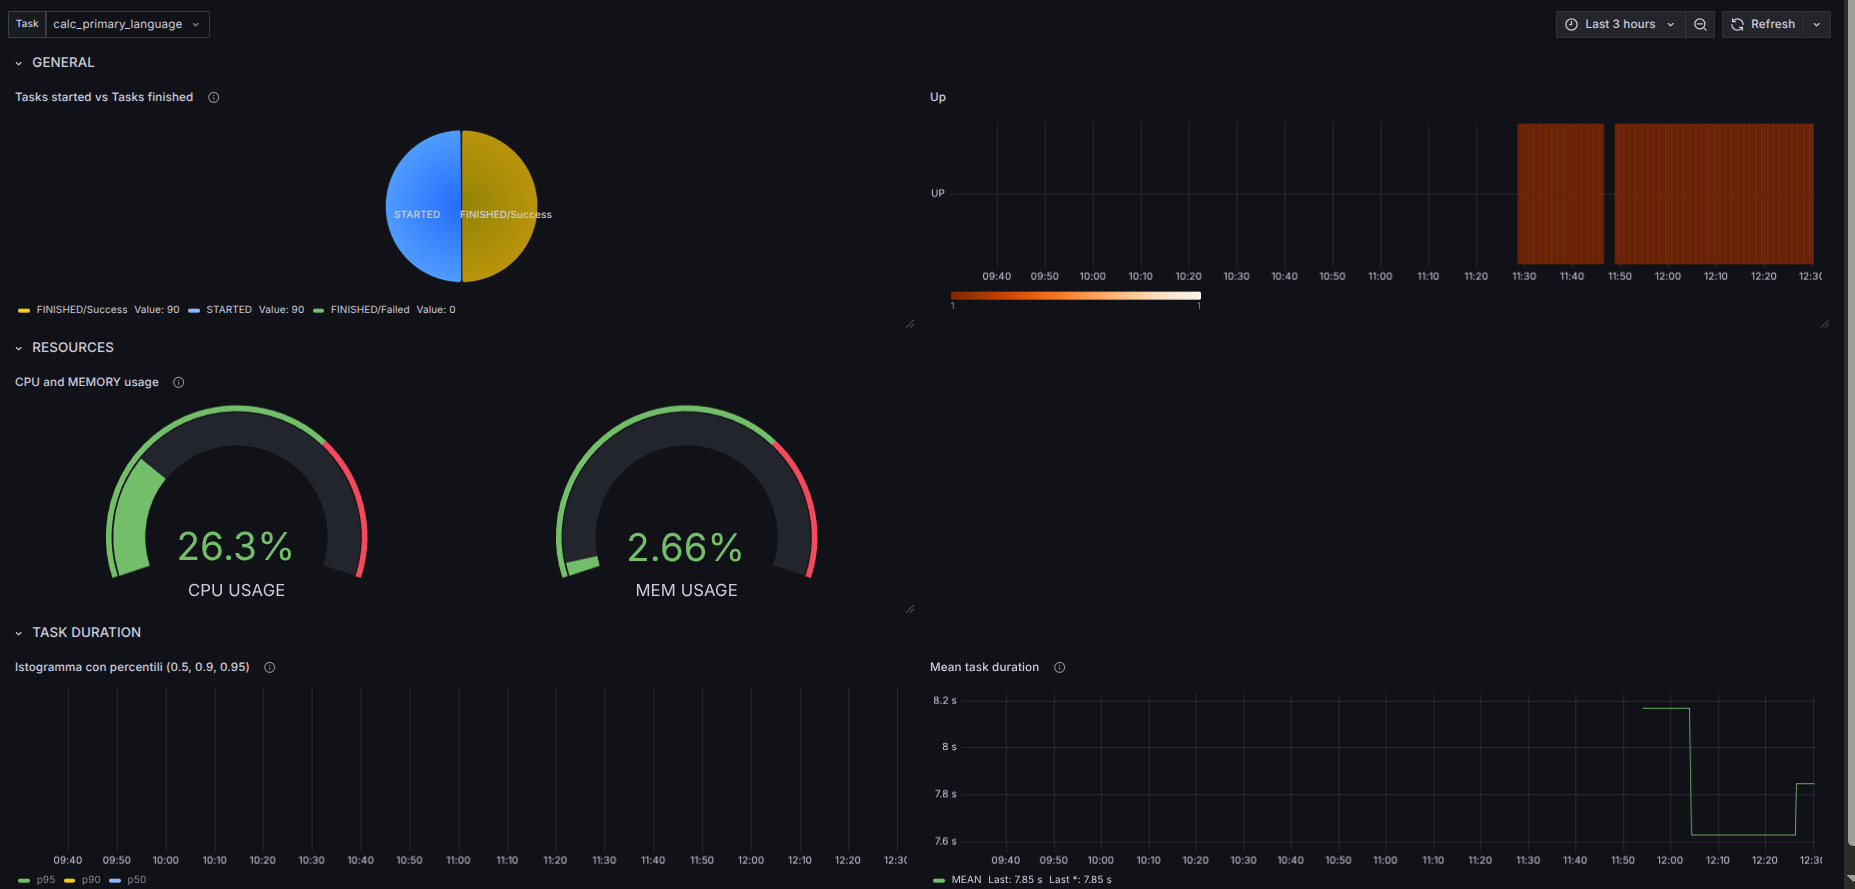 Task calc_primary_language
Last 3 hours
Refresh
GENERAL
Tasks started vs Tasks finished
STARTED
FINISHED/Success
FINISHED/Success Value: 90 STARTED Value: 90 FINISHED/Failed Value: 0
Up
UP
09:40 09:50 10:00 10:10 10:20 10:30 10:40 10:50 11:00 11:10 11:20 11:30 11:40 11:50 12:00 12:10 12:20 12:30
1 1
RESOURCES
CPU and MEMORY usage
26.3%
CPU USAGE
2.66%
MEM USAGE
TASK DURATION
Istogramma con percentili (0.5, 0.9, 0.95)
09:40 09:50 10:00 10:10 10:20 10:30 10:40 10:50 11:00 11:10 11:20 11:30 11:40 11:50 12:00 12:10 12:20 12:30
p95 p90 p50
Mean task duration
8.2 s
8 s
7.8 s
7.6 s
09:40 09:50 10:00 10:10 10:20 10:30 10:40 10:50 11:00 11:10 11:20 11:30 11:40 11:50 12:00 12:10 12:20 12:30
MEAN Last: 7.85 s Last *: 7.85 s